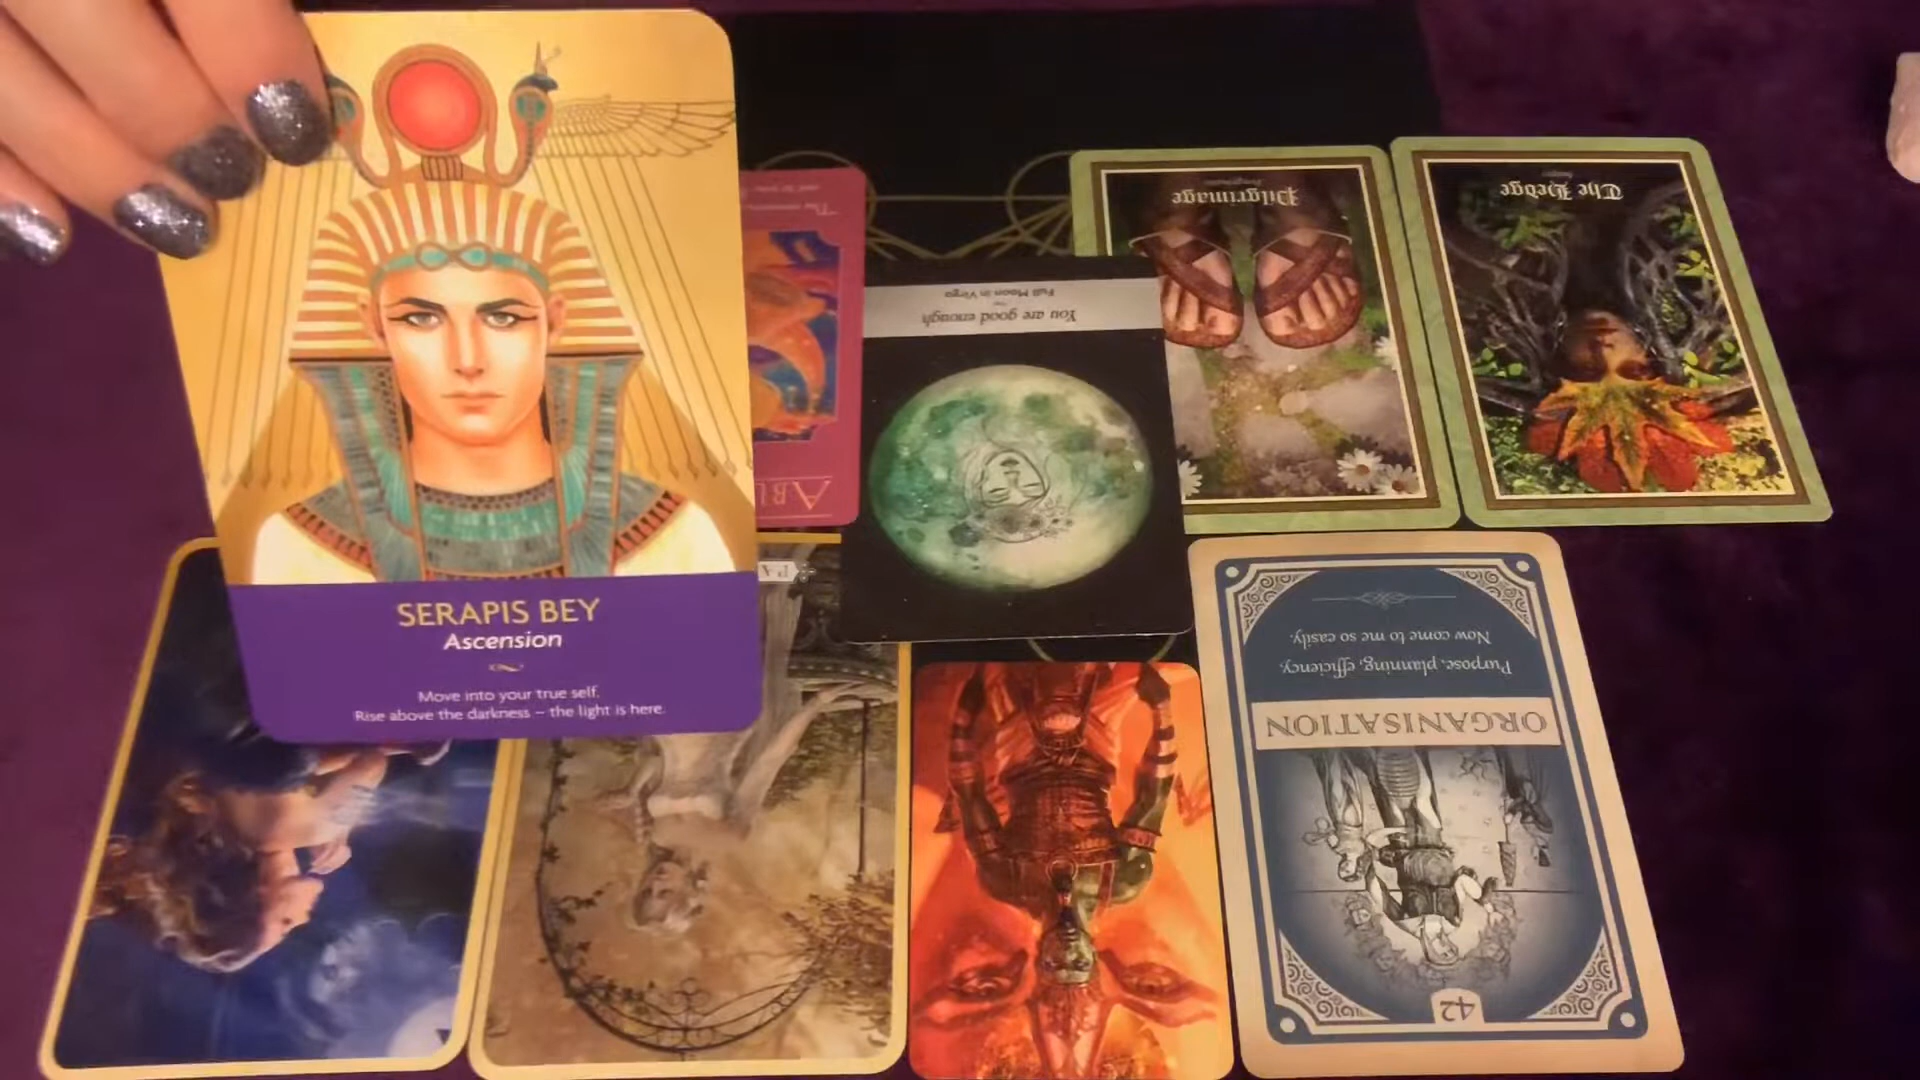 SERAPIS BEY
Ascension
Move into your true self.
Rise above the darkness – the light is here.
Pilgrimage
The Hedge
You are good enough
Full Moon in Virgo
ABU
PA
42
ORGANISATION
Purpose, planning, efficiency,
Now come to me so easily.